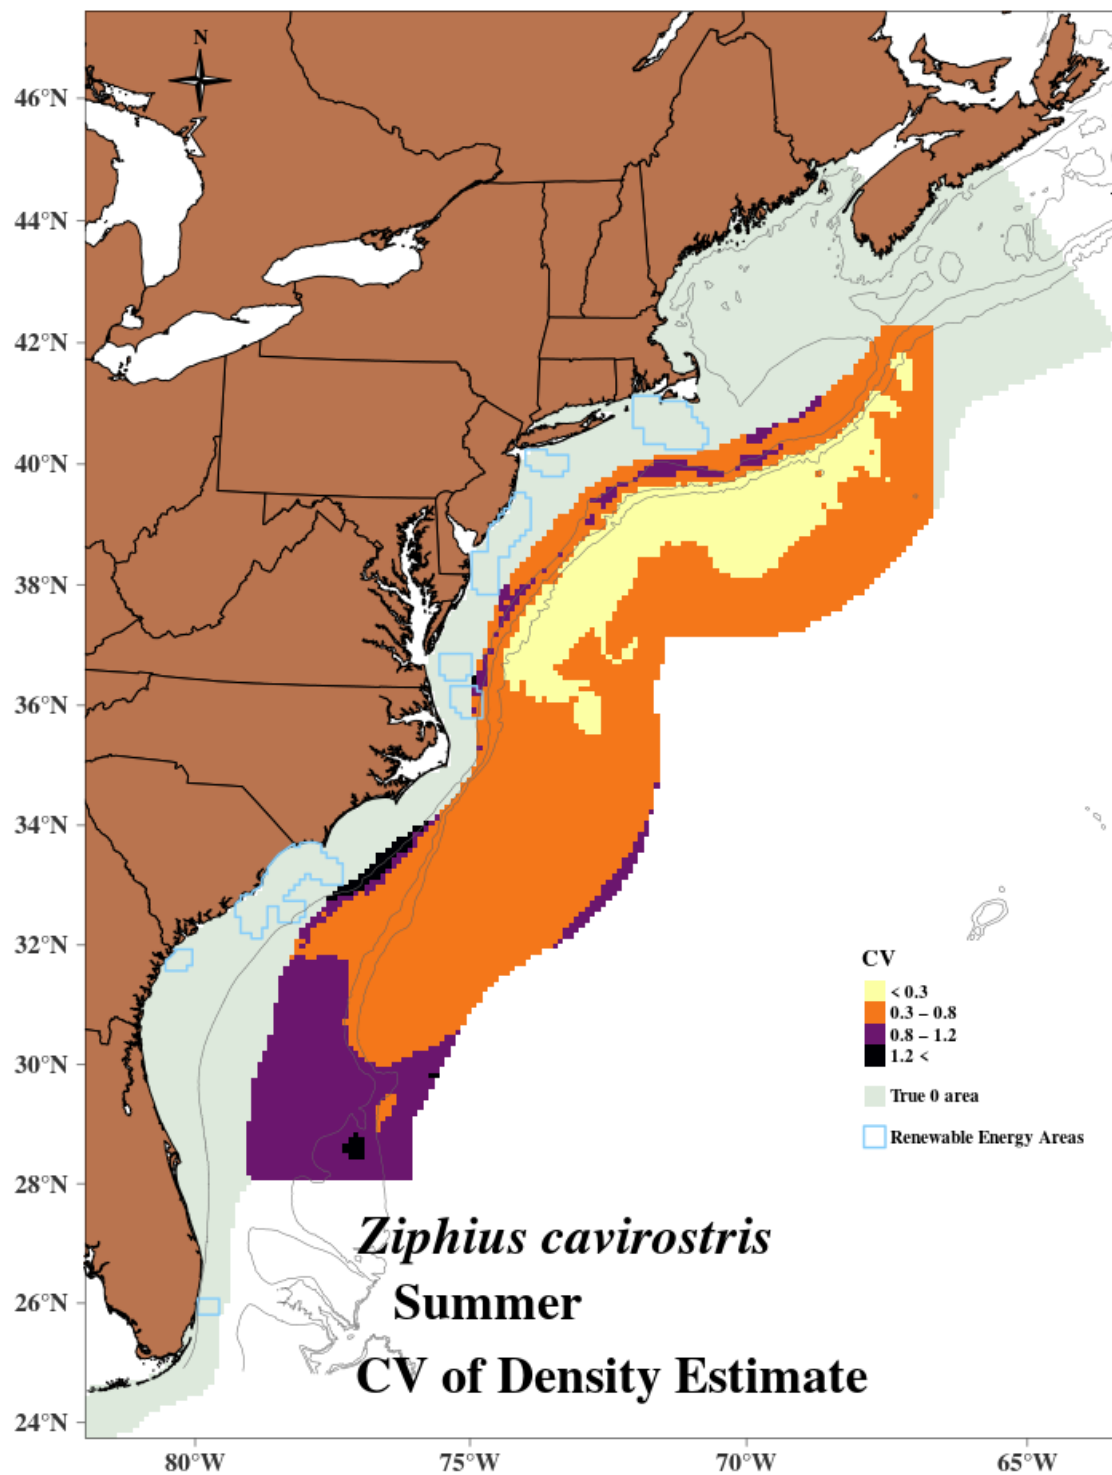 N
46°N
44°N
42°N
40°N
38°N
36°N
34°N
32°N
30°N
28°N
26°N
24°N
CV
< 0.3
0.3 – 0.8
0.8 – 1.2
1.2 <
True 0 area
Renewable Energy Areas
Ziphius cavirostris
Summer
CV of Density Estimate
80°W
75°W
70°W
65°W